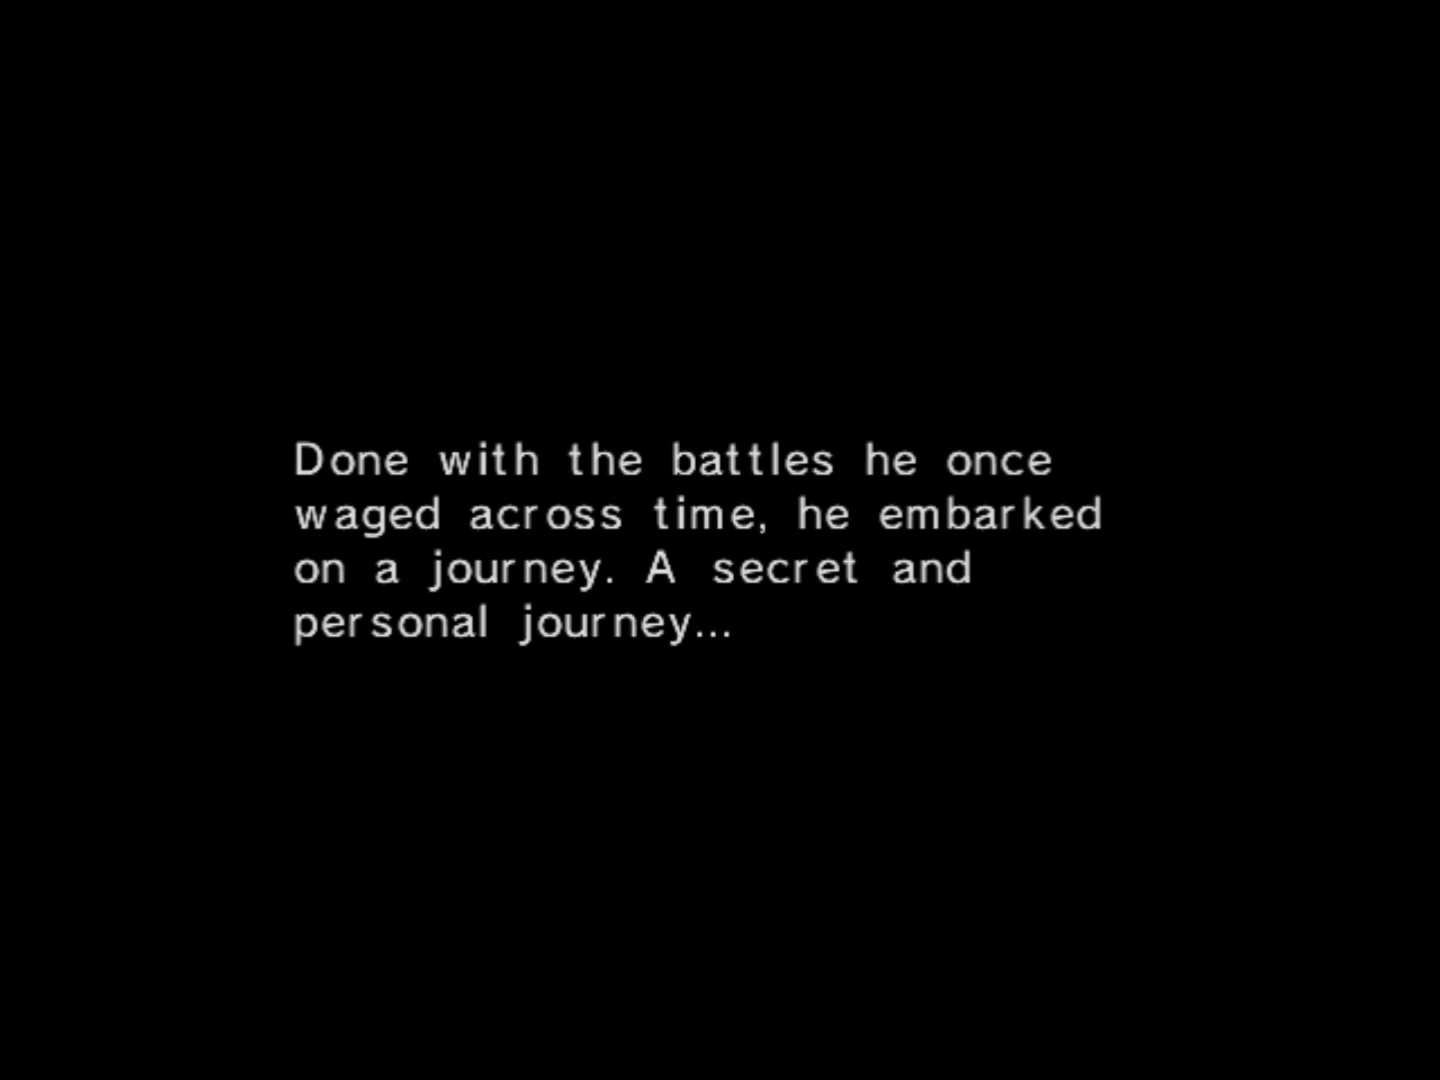 Done with the battles he once
waged across time, he embarked
on a journey. A secret and
personal journey...